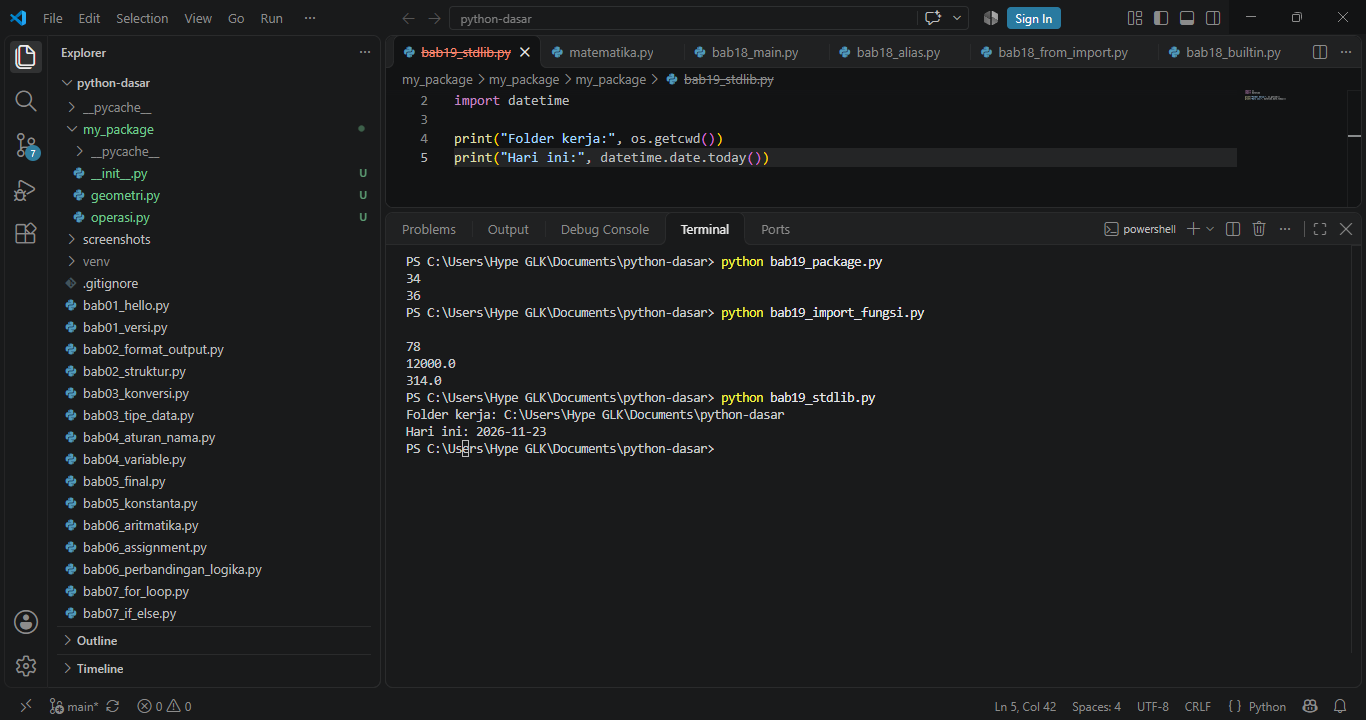 File Edit Selection View Go Run ···
python-dasar
Sign In
Explorer ···
python-dasar
__pycache__
my_package
__pycache__
__init__.py U
geometri.py U
operasi.py U
screenshots
venv
.gitignore
bab01_hello.py
bab01_versi.py
bab02_format_output.py
bab02_struktur.py
bab03_konversi.py
bab03_tipe_data.py
bab04_aturan_nama.py
bab04_variable.py
bab05_final.py
bab05_konstanta.py
bab06_aritmatika.py
bab06_assignment.py
bab06_perbandingan_logika.py
bab07_for_loop.py
bab07_if_else.py
Outline
Timeline
7
bab19_stdlib.py matematika.py bab18_main.py bab18_alias.py bab18_from_import.py bab18_builtin.py
my_package > my_package > my_package > bab19_stdlib.py
2 import datetime
3
4 print("Folder kerja:", os.getcwd())
5 print("Hari ini:", datetime.date.today())
Problems Output Debug Console Terminal Ports powershell
PS C:\Users\Hype GLK\Documents\python-dasar> python bab19_package.py
34
36
PS C:\Users\Hype GLK\Documents\python-dasar> python bab19_import_fungsi.py
78
12000.0
314.0
PS C:\Users\Hype GLK\Documents\python-dasar> python bab19_stdlib.py
Folder kerja: C:\Users\Hype GLK\Documents\python-dasar
Hari ini: 2026-11-23
PS C:\Users\Hype GLK\Documents\python-dasar>
main* 0 0 Ln 5, Col 42 Spaces: 4 UTF-8 CRLF { } Python